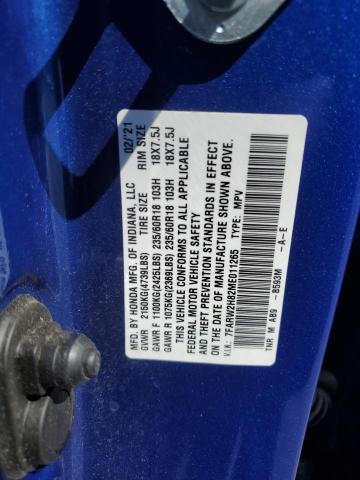 MFD. BY HONDA MFG. OF INDIANA, LLC 02/'21
GVWR 2150KG(4739LBS) TIRE SIZE RIM SIZE
GAWR F 1100KG(2425LBS) 235/60R18 103H 18X7.5J
GAWR R 1075KG(2369LBS) 235/60R18 103H 18X7.5J
THIS VEHICLE CONFORMS TO ALL APPLICABLE
FEDERAL MOTOR VEHICLE SAFETY
AND THEFT PREVENTION STANDARDS IN EFFECT
ON THE DATE OF MANUFACTURE SHOWN ABOVE.
V.I.N.: 7FARW2H82ME011265 TYPE: MPV
TNR M AB9 -B593M -A-E